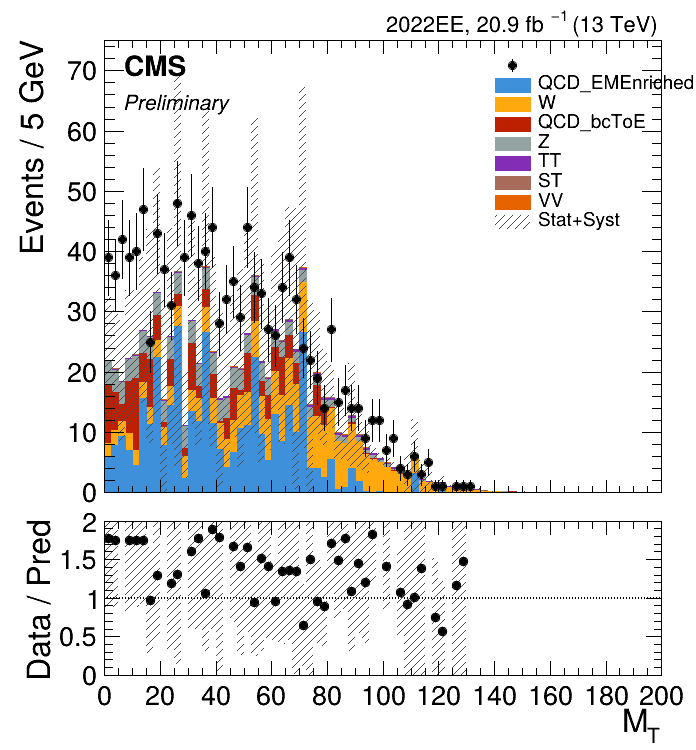 2022EE, 20.9 fb⁻¹ (13 TeV)
CMS
Preliminary
Events / 5 GeV
70
60
50
40
30
20
10
0
QCD_EMEnriched
W
QCD_bcToE
Z
TT
ST
VV
Stat+Syst
Data / Pred
2
1.5
1
0.5
0
0 20 40 60 80 100 120 140 160 180 200
M_T